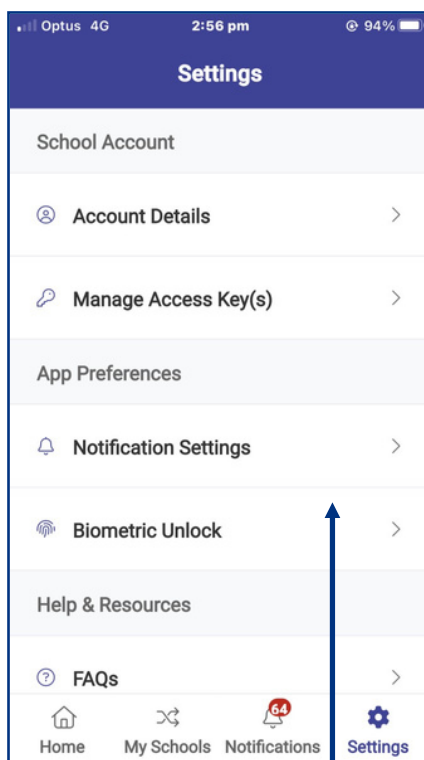 Optus 4G 2:56 pm 94%
Settings
School Account
Account Details
Manage Access Key(s)
App Preferences
Notification Settings
Biometric Unlock
Help & Resources
FAQs
64
Home My Schools Notifications Settings